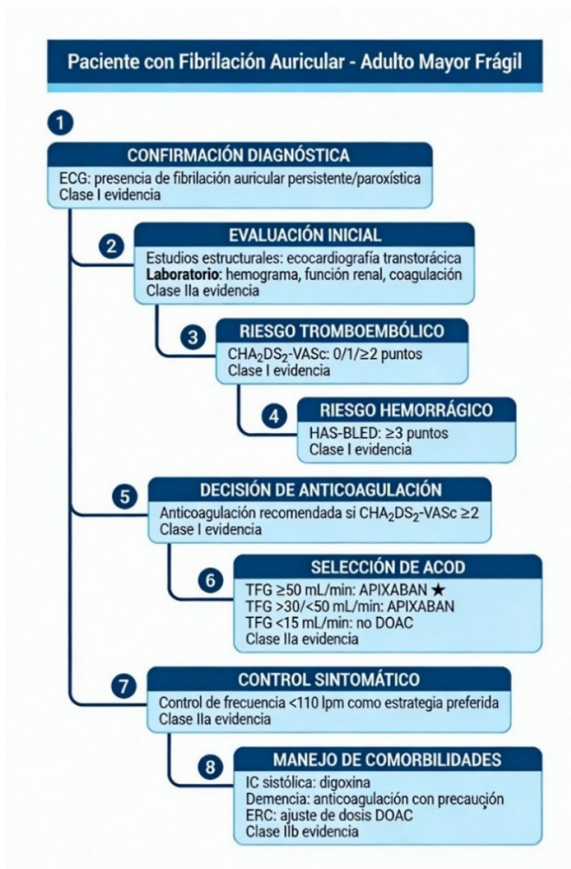 Paciente con Fibrilación Auricular - Adulto Mayor Frágil
1
CONFIRMACIÓN DIAGNÓSTICA
ECG: presencia de fibrilación auricular persistente/paroxística
Clase I evidencia
2
EVALUACIÓN INICIAL
Estudios estructurales: ecocardiografía transtorácica
Laboratorio: hemograma, función renal, coagulación
Clase IIa evidencia
3
RIESGO TROMBOEMBÓLICO
CHA₂DS₂-VASc: 0/1/≥2 puntos
Clase I evidencia
4
RIESGO HEMORRÁGICO
HAS-BLED: ≥3 puntos
Clase I evidencia
5
DECISIÓN DE ANTICOAGULACIÓN
Anticoagulación recomendada si CHA₂DS₂-VASc ≥2
Clase I evidencia
6
SELECCIÓN DE ACOD
TFG ≥50 mL/min: APIXABAN ★
TFG >30/<50 mL/min: APIXABAN
TFG <15 mL/min: no DOAC
Clase IIa evidencia
7
CONTROL SINTOMÁTICO
Control de frecuencia <110 lpm como estrategia preferida
Clase IIa evidencia
8
MANEJO DE COMORBILIDADES
IC sistólica: digoxina
Demencia: anticoagulación con precaución
ERC: ajuste de dosis DOAC
Clase IIb evidencia